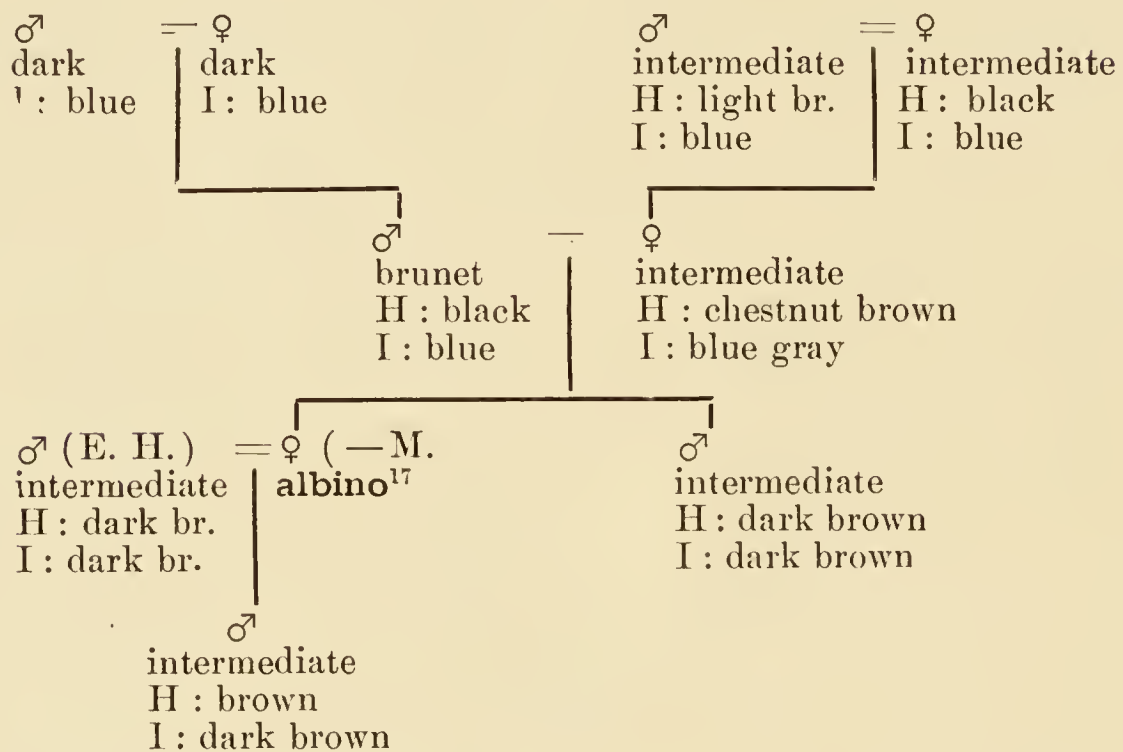 ♂ = ♀ ♂ = ♀
dark dark intermediate intermediate
: blue I : blue H : light br. H : black
I : blue I : blue
♂ — ♀
brunet intermediate
H : black H : chestnut brown
I : blue I : blue gray
♂ (E. H.) = ♀ (—M. ♂
intermediate albino¹⁷ intermediate
H : dark br. H : dark brown
I : dark br. I : dark brown
♂
intermediate
H : brown
I : dark brown